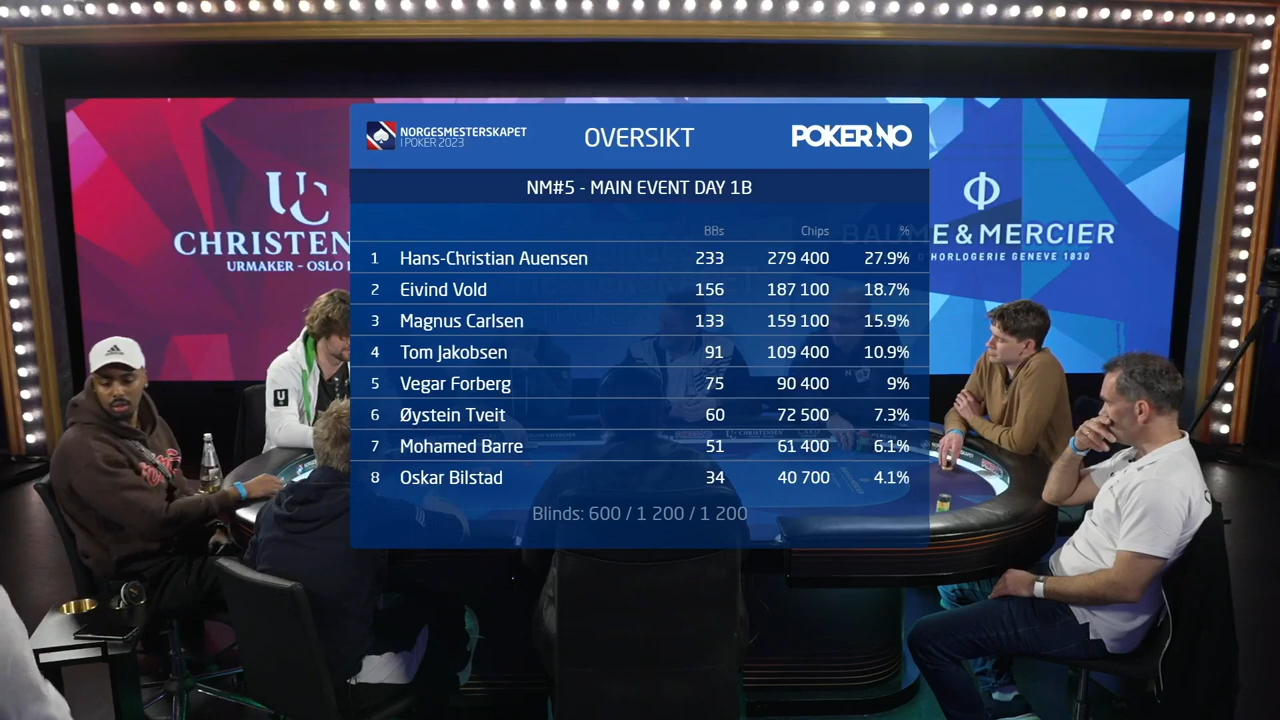 NORGESMESTERSKAPET
I POKER 2023
OVERSIKT
POKER.NO
NM#5 - MAIN EVENT DAY 1B
BBs Chips %
1 Hans-Christian Auensen 233 279 400 27.9%
2 Eivind Vold 156 187 100 18.7%
3 Magnus Carlsen 133 159 100 15.9%
4 Tom Jakobsen 91 109 400 10.9%
5 Vegar Forberg 75 90 400 9%
6 Øystein Tveit 60 72 500 7.3%
7 Mohamed Barre 51 61 400 6.1%
8 Oskar Bilstad 34 40 700 4.1%
Blinds: 600 / 1 200 / 1 200
UC
CHRISTEN
URMAKER - OSLO
BAUME & MERCIER
HORLOGERIE GENEVE 1830